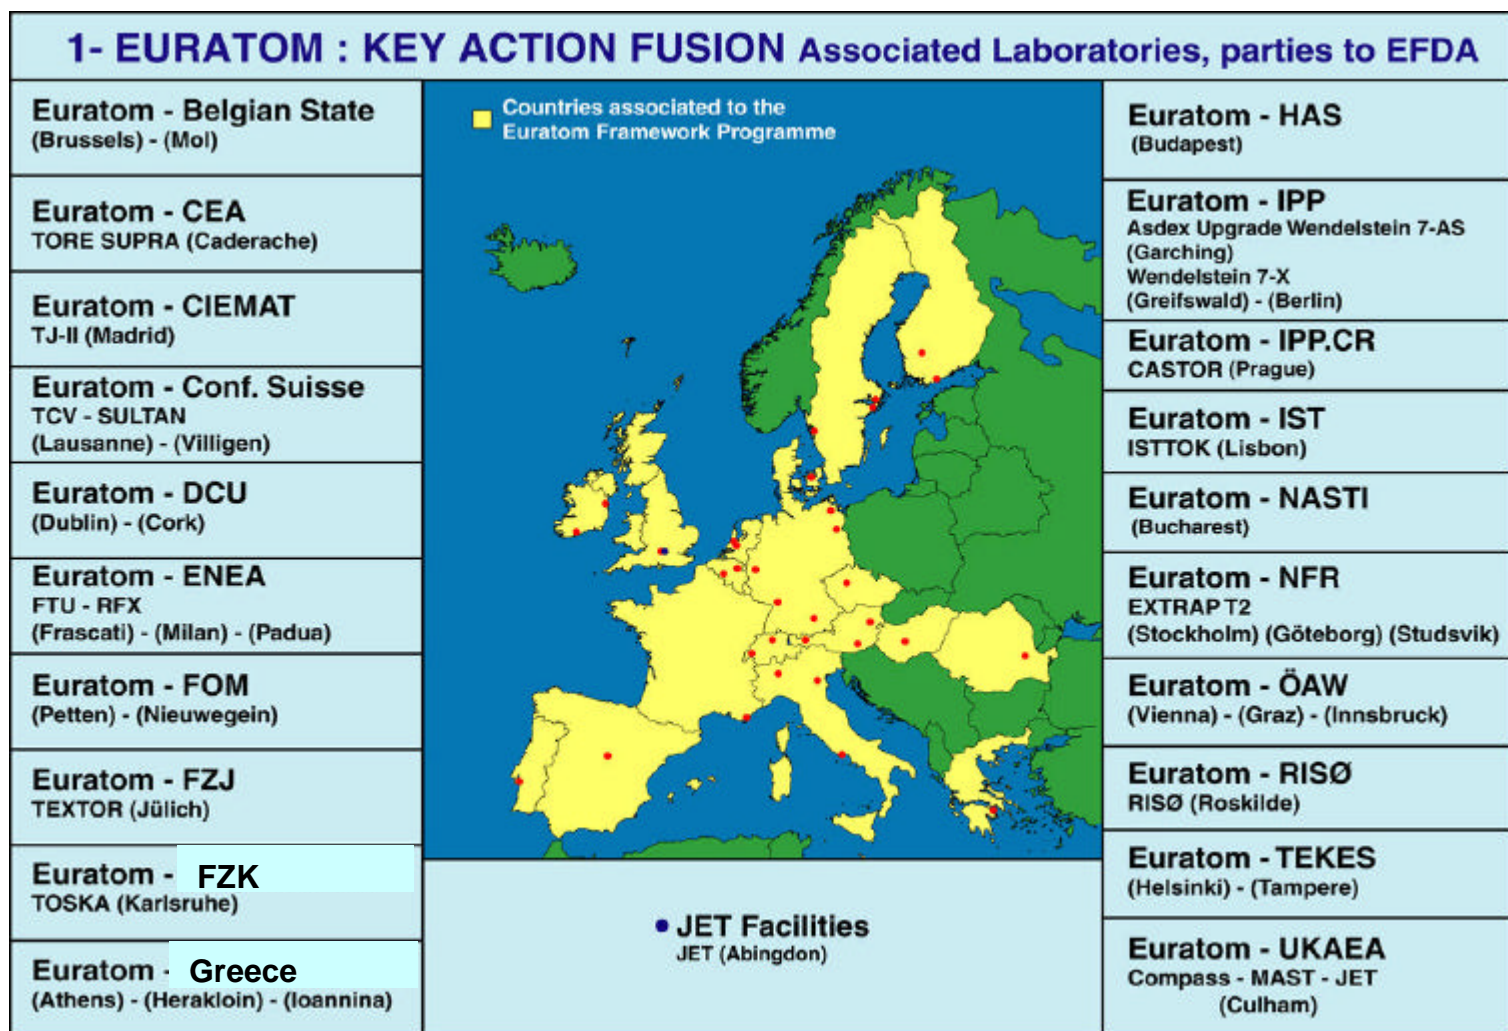 1- EURATOM : KEY ACTION FUSION Associated Laboratories, parties to EFDA
Euratom - Belgian State
(Brussels) - (Mol)
Euratom - CEA
TORE SUPRA (Caderache)
Euratom - CIEMAT
TJ-II (Madrid)
Euratom - Conf. Suisse
TCV - SULTAN
(Lausanne) - (Villigen)
Euratom - DCU
(Dublin) - (Cork)
Euratom - ENEA
FTU - RFX
(Frascati) - (Milan) - (Padua)
Euratom - FOM
(Petten) - (Nieuwegein)
Euratom - FZJ
TEXTOR (Jülich)
Euratom - FZK
TOSKA (Karlsruhe)
Euratom - Greece
(Athens) - (Herakloin) - (Ioannina)
Countries associated to the
Euratom Framework Programme
JET Facilities
JET (Abingdon)
Euratom - HAS
(Budapest)
Euratom - IPP
Asdex Upgrade Wendelstein 7-AS
(Garching)
Wendelstein 7-X
(Greifswald) - (Berlin)
Euratom - IPP.CR
CASTOR (Prague)
Euratom - IST
ISTTOK (Lisbon)
Euratom - NASTI
(Bucharest)
Euratom - NFR
EXTRAP T2
(Stockholm) (Göteborg) (Studsvik)
Euratom - ÖAW
(Vienna) - (Graz) - (Innsbruck)
Euratom - RISØ
RISØ (Roskilde)
Euratom - TEKES
(Helsinki) - (Tampere)
Euratom - UKAEA
Compass - MAST - JET
(Culham)